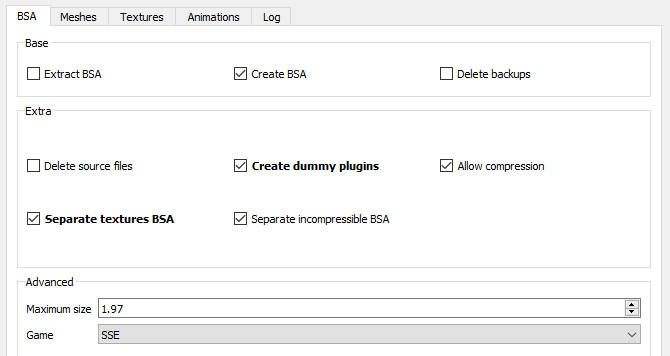 BSA Meshes Textures Animations Log
Base
Extract BSA Create BSA Delete backups
Extra
Delete source files Create dummy plugins Allow compression
Separate textures BSA Separate incompressible BSA
Advanced
Maximum size 1.97
Game SSE